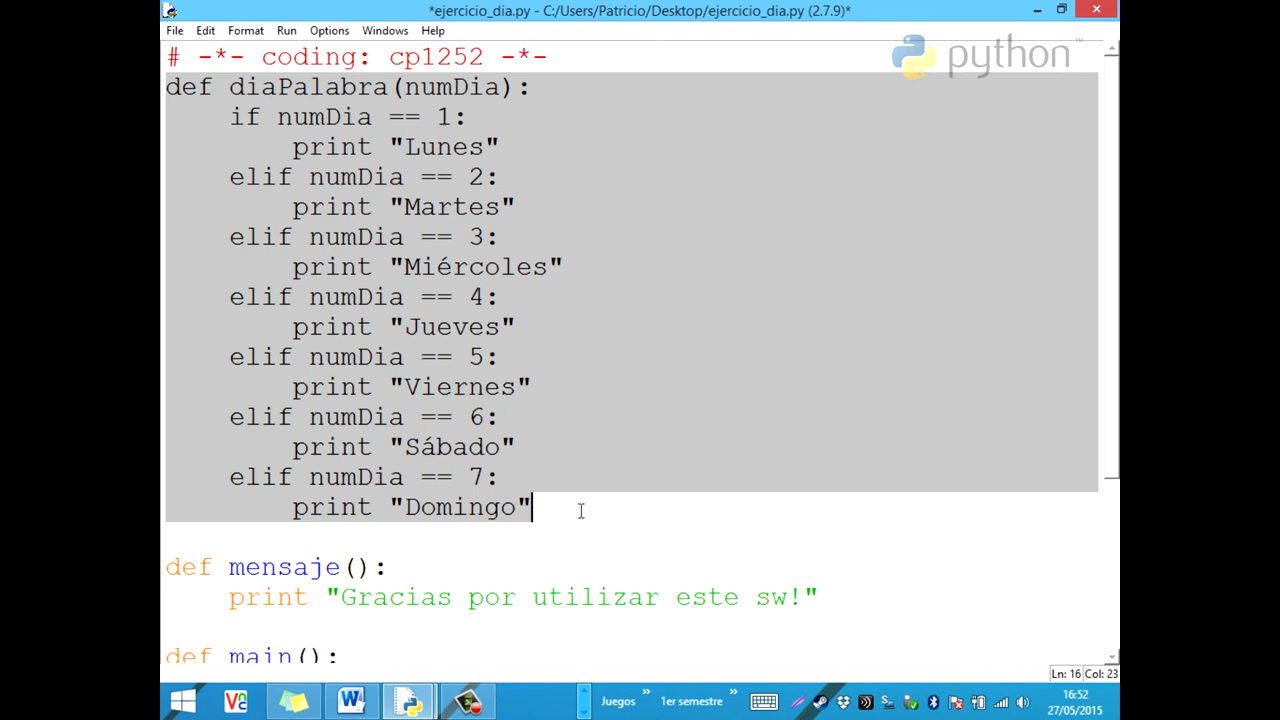 *ejercicio_dia.py - C:/Users/Patricio/Desktop/ejercicio_dia.py (2.7.9)*
File Edit Format Run Options Windows Help
python™
# -*- coding: cp1252 -*-
def diaPalabra(numDia):
if numDia == 1:
print "Lunes"
elif numDia == 2:
print "Martes"
elif numDia == 3:
print "Miércoles"
elif numDia == 4:
print "Jueves"
elif numDia == 5:
print "Viernes"
elif numDia == 6:
print "Sábado"
elif numDia == 7:
print "Domingo"
def mensaje():
print "Gracias por utilizar este sw!"
def main():
Ln: 16 Col: 23
Juegos » 1er semestre » 16:52
27/05/2015